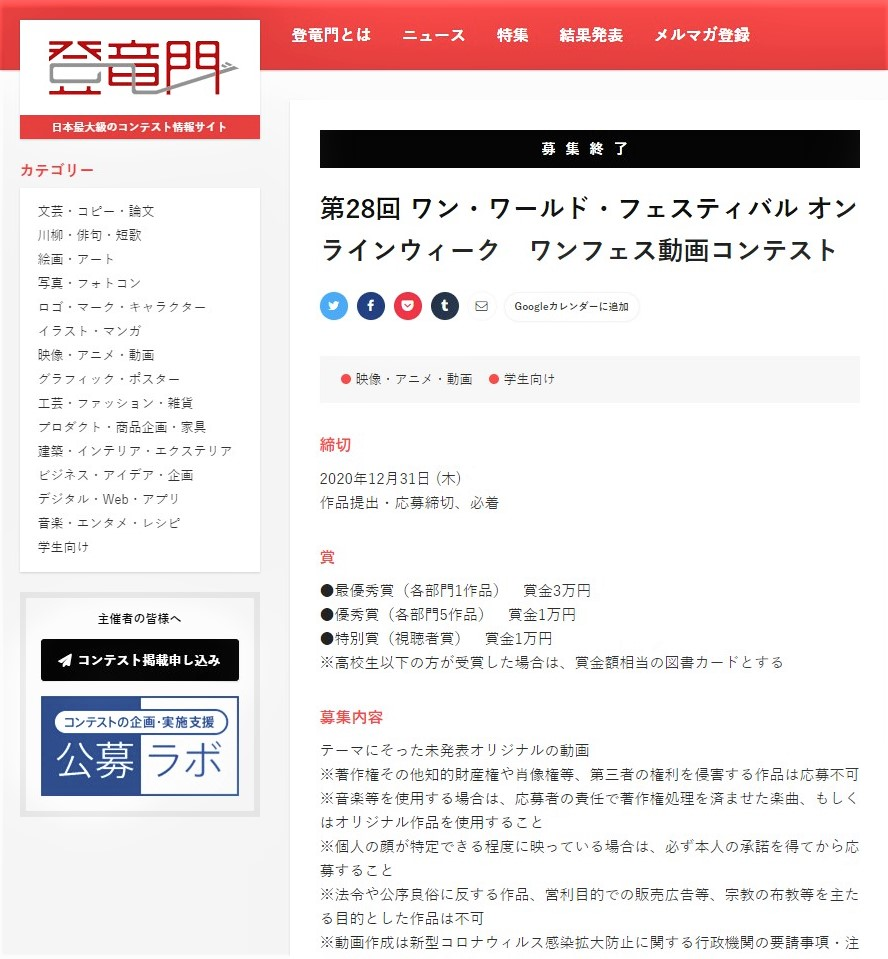 登竜門
日本最大級のコンテスト情報サイト
登竜門とは ニュース 特集 結果発表 メルマガ登録
カテゴリー
文芸・コピー・論文
川柳・俳句・短歌
絵画・アート
写真・フォトコン
ロゴ・マーク・キャラクター
イラスト・マンガ
映像・アニメ・動画
グラフィック・ポスター
工芸・ファッション・雑貨
プロダクト・商品企画・家具
建築・インテリア・エクステリア
ビジネス・アイデア・企画
デジタル・Web・アプリ
音楽・エンタメ・レシピ
学生向け
主催者の皆様へ
コンテスト掲載申し込み
コンテストの企画・実施支援
公募ラボ
募集終了
第28回 ワン・ワールド・フェスティバル オン
ラインウィーク　ワンフェス動画コンテスト
Googleカレンダーに追加
映像・アニメ・動画 学生向け
締切
2020年12月31日 (木)
作品提出・応募締切、必着
賞
●最優秀賞（各部門1作品）　賞金3万円
●優秀賞（各部門5作品）　賞金1万円
●特別賞（視聴者賞）　賞金1万円
※高校生以下の方が受賞した場合は、賞金額相当の図書カードとする
募集内容
テーマにそった未発表オリジナルの動画
※著作権その他知的財産権や肖像権等、第三者の権利を侵害する作品は応募不可
※音楽等を使用する場合は、応募者の責任で著作権処理を済ませた楽曲、もしく
はオリジナル作品を使用すること
※個人の顔が特定できる程度に映っている場合は、必ず本人の承諾を得てから応
募すること
※法令や公序良俗に反する作品、営利目的での販売広告等、宗教の布教等を主た
る目的とした作品は不可
※動画作成は新型コロナウィルス感染拡大防止に関する行政機関の要請事項・注